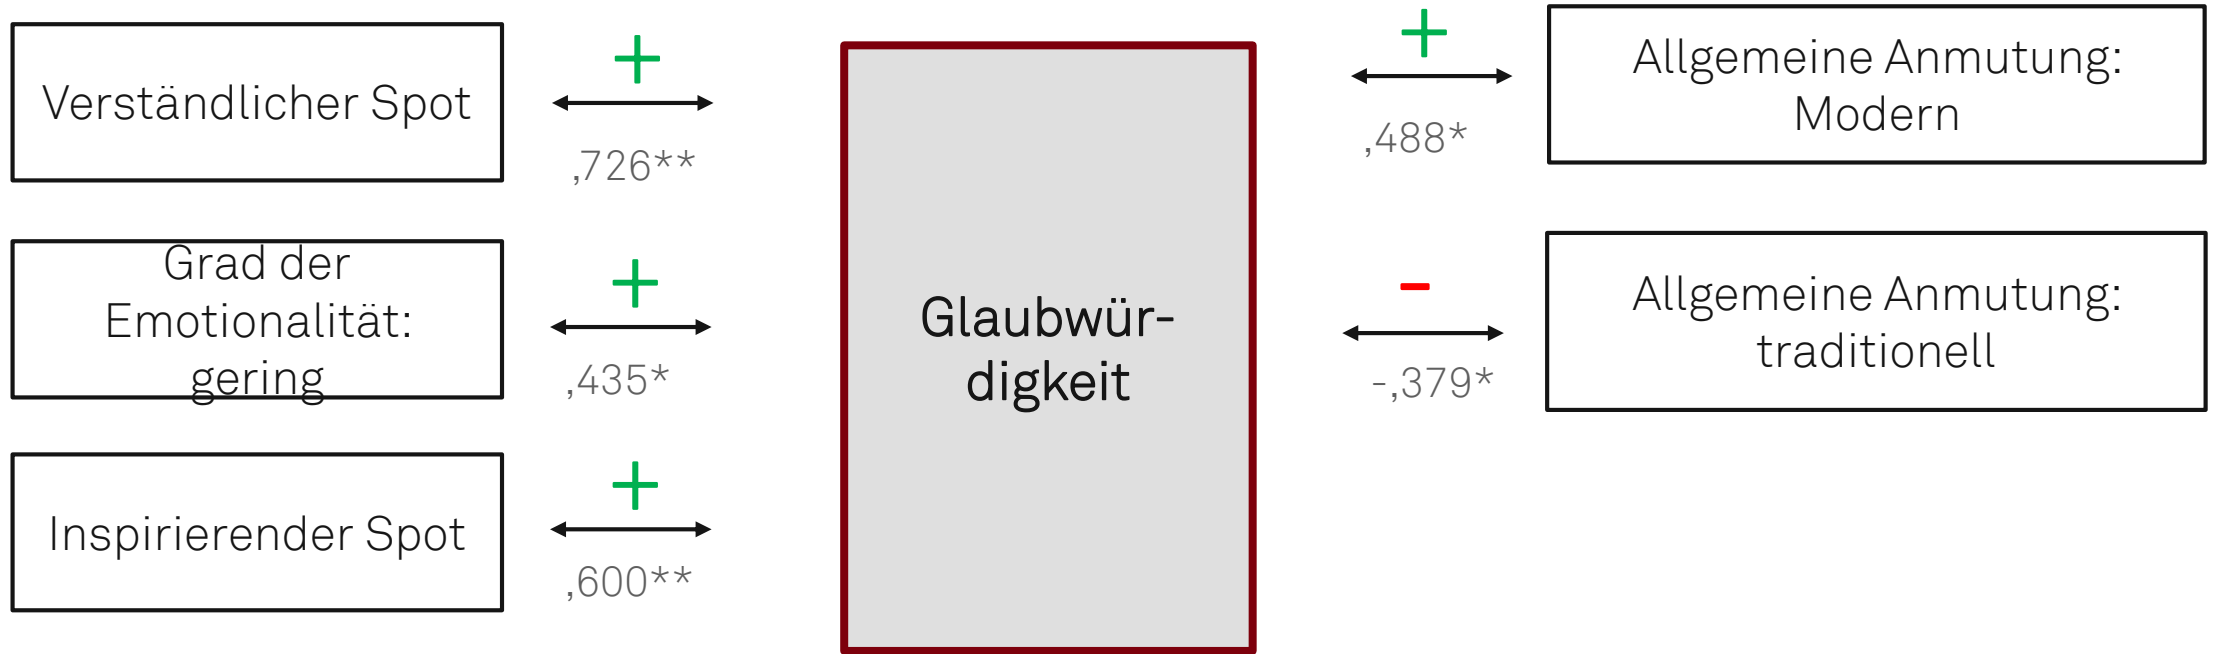 Verständlicher Spot
+
,726**
Grad der
Emotionalität:
gering
+
,435*
Inspirierender Spot
+
,600**
Glaubwür-
digkeit
+
,488*
Allgemeine Anmutung:
Modern
-
-,379*
Allgemeine Anmutung:
traditionell